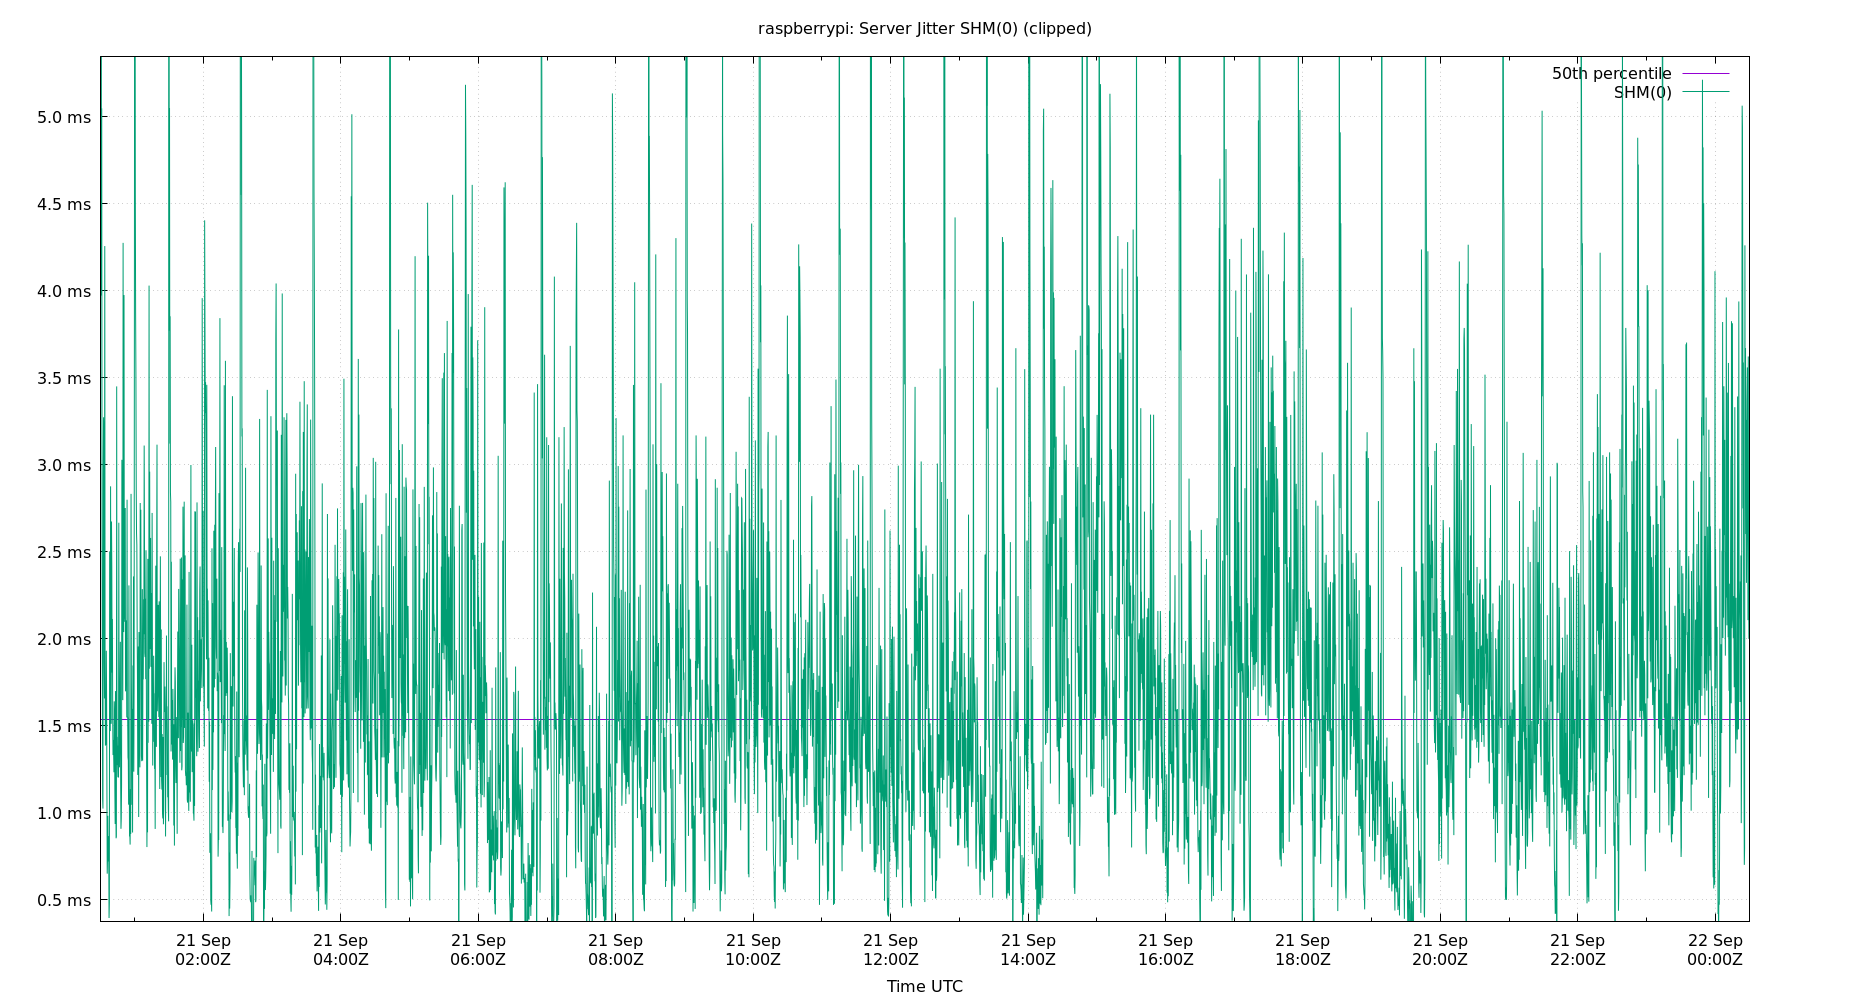 raspberrypi: Server Jitter SHM(0) (clipped)
50th percentile
SHM(0)
5.0 ms
4.5 ms
4.0 ms
3.5 ms
3.0 ms
2.5 ms
2.0 ms
1.5 ms
1.0 ms
0.5 ms
21 Sep 21 Sep 21 Sep 21 Sep 21 Sep 21 Sep 21 Sep 21 Sep 21 Sep 21 Sep 21 Sep 22 Sep
02:00Z 04:00Z 06:00Z 08:00Z 10:00Z 12:00Z 14:00Z 16:00Z 18:00Z 20:00Z 22:00Z 00:00Z
Time UTC